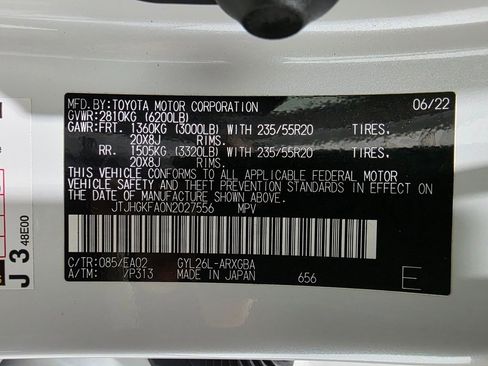 MFD.BY:TOYOTA MOTOR CORPORATION 06/22
GVWR:2810KG (6200LB)
GAWR:FRT. 1360KG (3000LB) WITH 235/55R20 TIRES,
20X8J RIMS.
RR. 1505KG (3320LB) WITH 235/55R20 TIRES,
20X8J RIMS.
THIS VEHICLE CONFORMS TO ALL APPLICABLE FEDERAL MOTOR
VEHICLE SAFETY AND THEFT PREVENTION STANDARDS IN EFFECT
ON THE DATE OF MANUFACTURE SHOWN ABOVE.
JTJHGKFA0N2027556 MPV
C/TR:085/EA02 GYL26L-ARXGBA
A/TM: /P313 MADE IN JAPAN 656
E
J 3 48E00